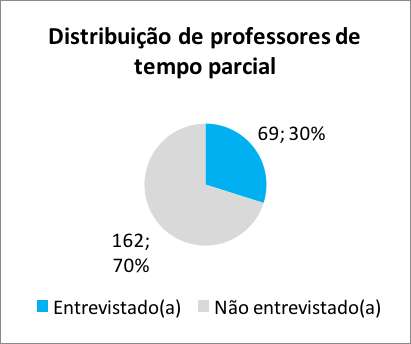 Distribuição de professores de
tempo parcial
69; 30%
162;
70%
Entrevistado(a)
Não entrevistado(a)